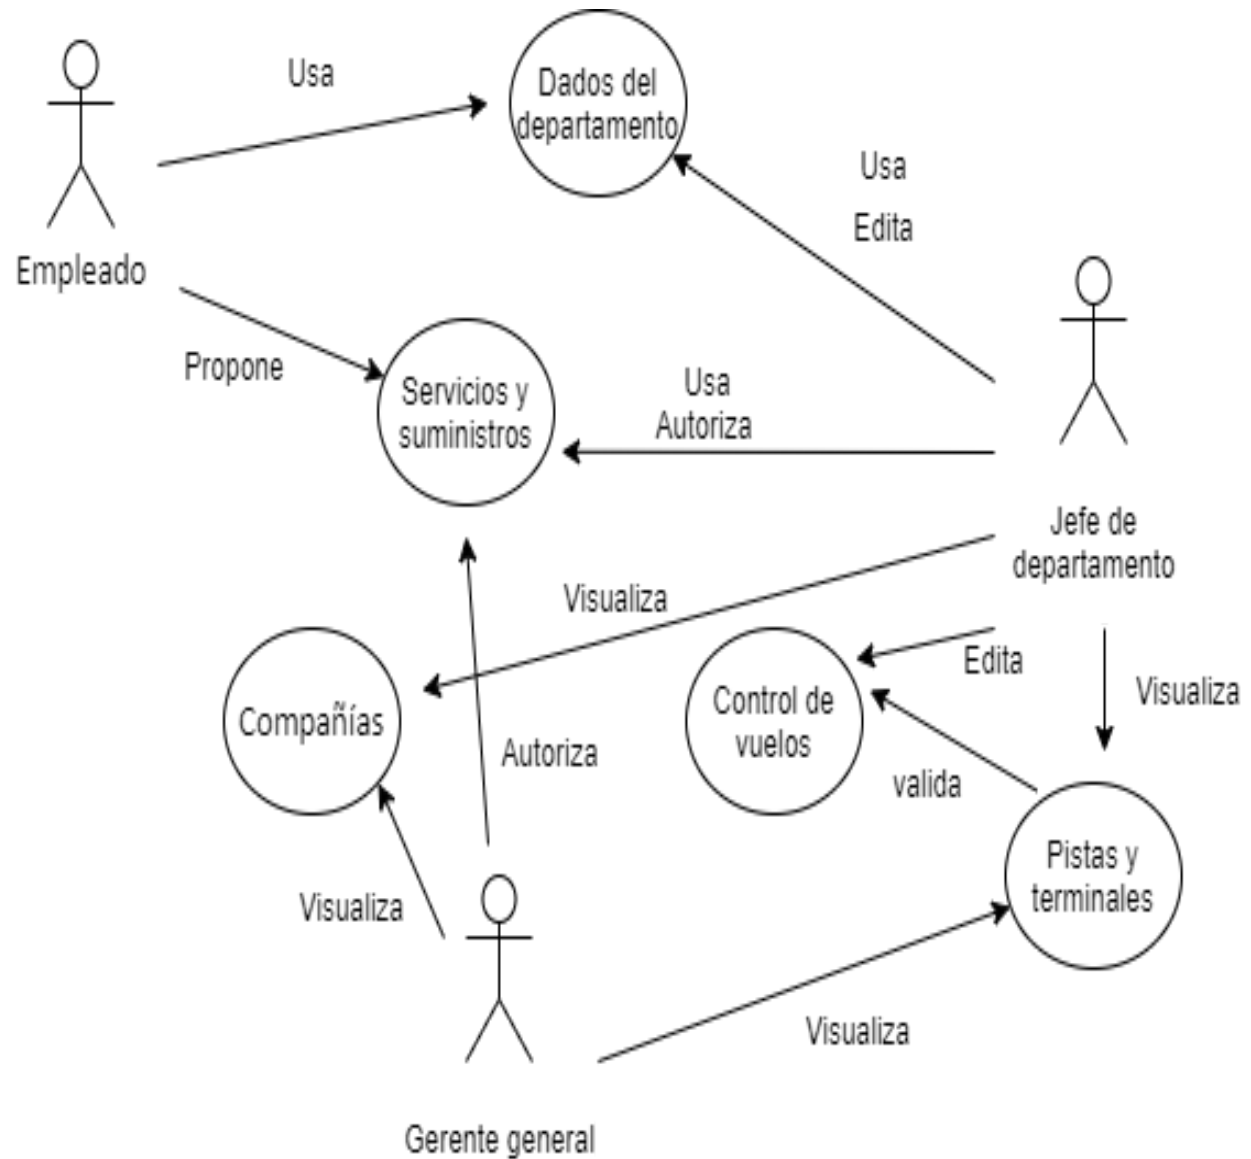 Usa
Dados del
departamento
Usa
Edita
Empleado
Propone
Servicios y
suministros
Usa
Autoriza
Jefe de
departamento
Visualiza
Edita
Visualiza
Compañías
Control de
vuelos
Autoriza
valida
Pistas y
terminales
Visualiza
Visualiza
Gerente general